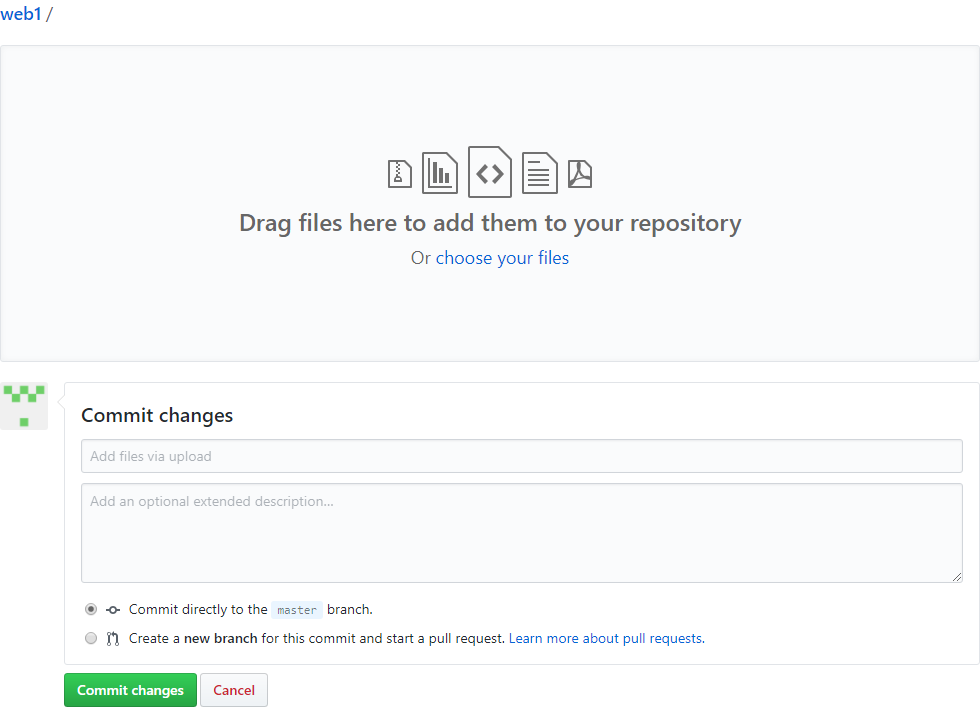 web1 /
Drag files here to add them to your repository
Or choose your files
Commit changes
Add files via upload
Add an optional extended description...
Commit directly to the master branch.
Create a new branch for this commit and start a pull request. Learn more about pull requests.
Commit changes Cancel